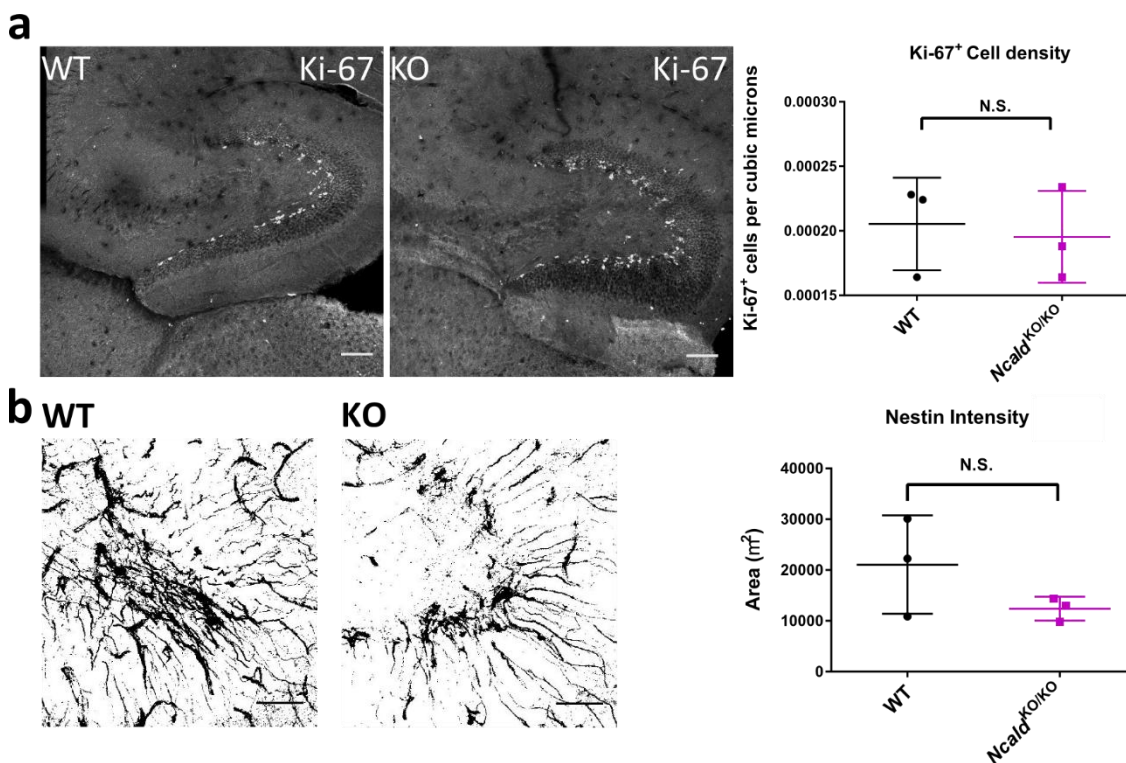 a
WT Ki-67
KO Ki-67
Ki-67⁺ Cell density
N.S.
Ki-67⁺ cells per cubic microns
0.00030
0.00025
0.00020
0.00015
WT
Ncald^KO/KO
b WT
KO
Nestin Intensity
N.S.
Area (m²)
40000
30000
20000
10000
0
WT
Ncald^KO/KO